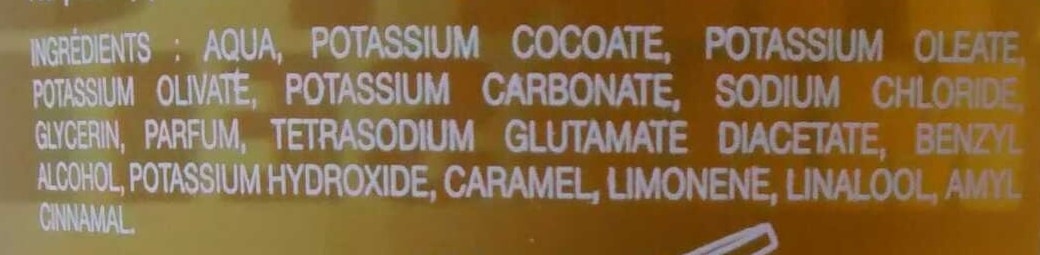 INGRÉDIENTS : AQUA, POTASSIUM COCOATE, POTASSIUM OLEATE,
POTASSIUM OLIVATE, POTASSIUM CARBONATE, SODIUM CHLORIDE,
GLYCERIN, PARFUM, TETRASODIUM GLUTAMATE DIACETATE, BENZYL
ALCOHOL, POTASSIUM HYDROXIDE, CARAMEL, LIMONENE, LINALOOL, AMYL
CINNAMAL.